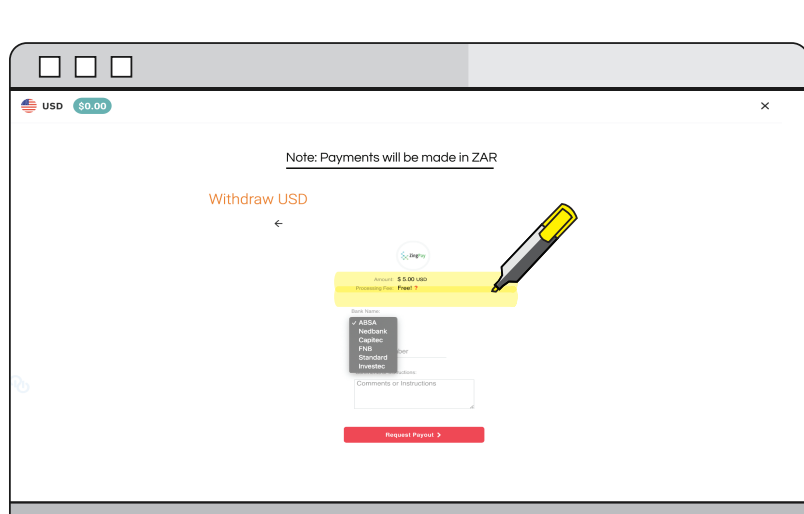 USD $0.00
Note: Payments will be made in ZAR
Withdraw USD
JingPay
Amount: $ 5.00 USD
Processing Fee: Free! ?
Bank Name:
✓ ABSA
Nedbank
Capitec
FNB
Standard
Investec
Comments or Instructions
Request Payout